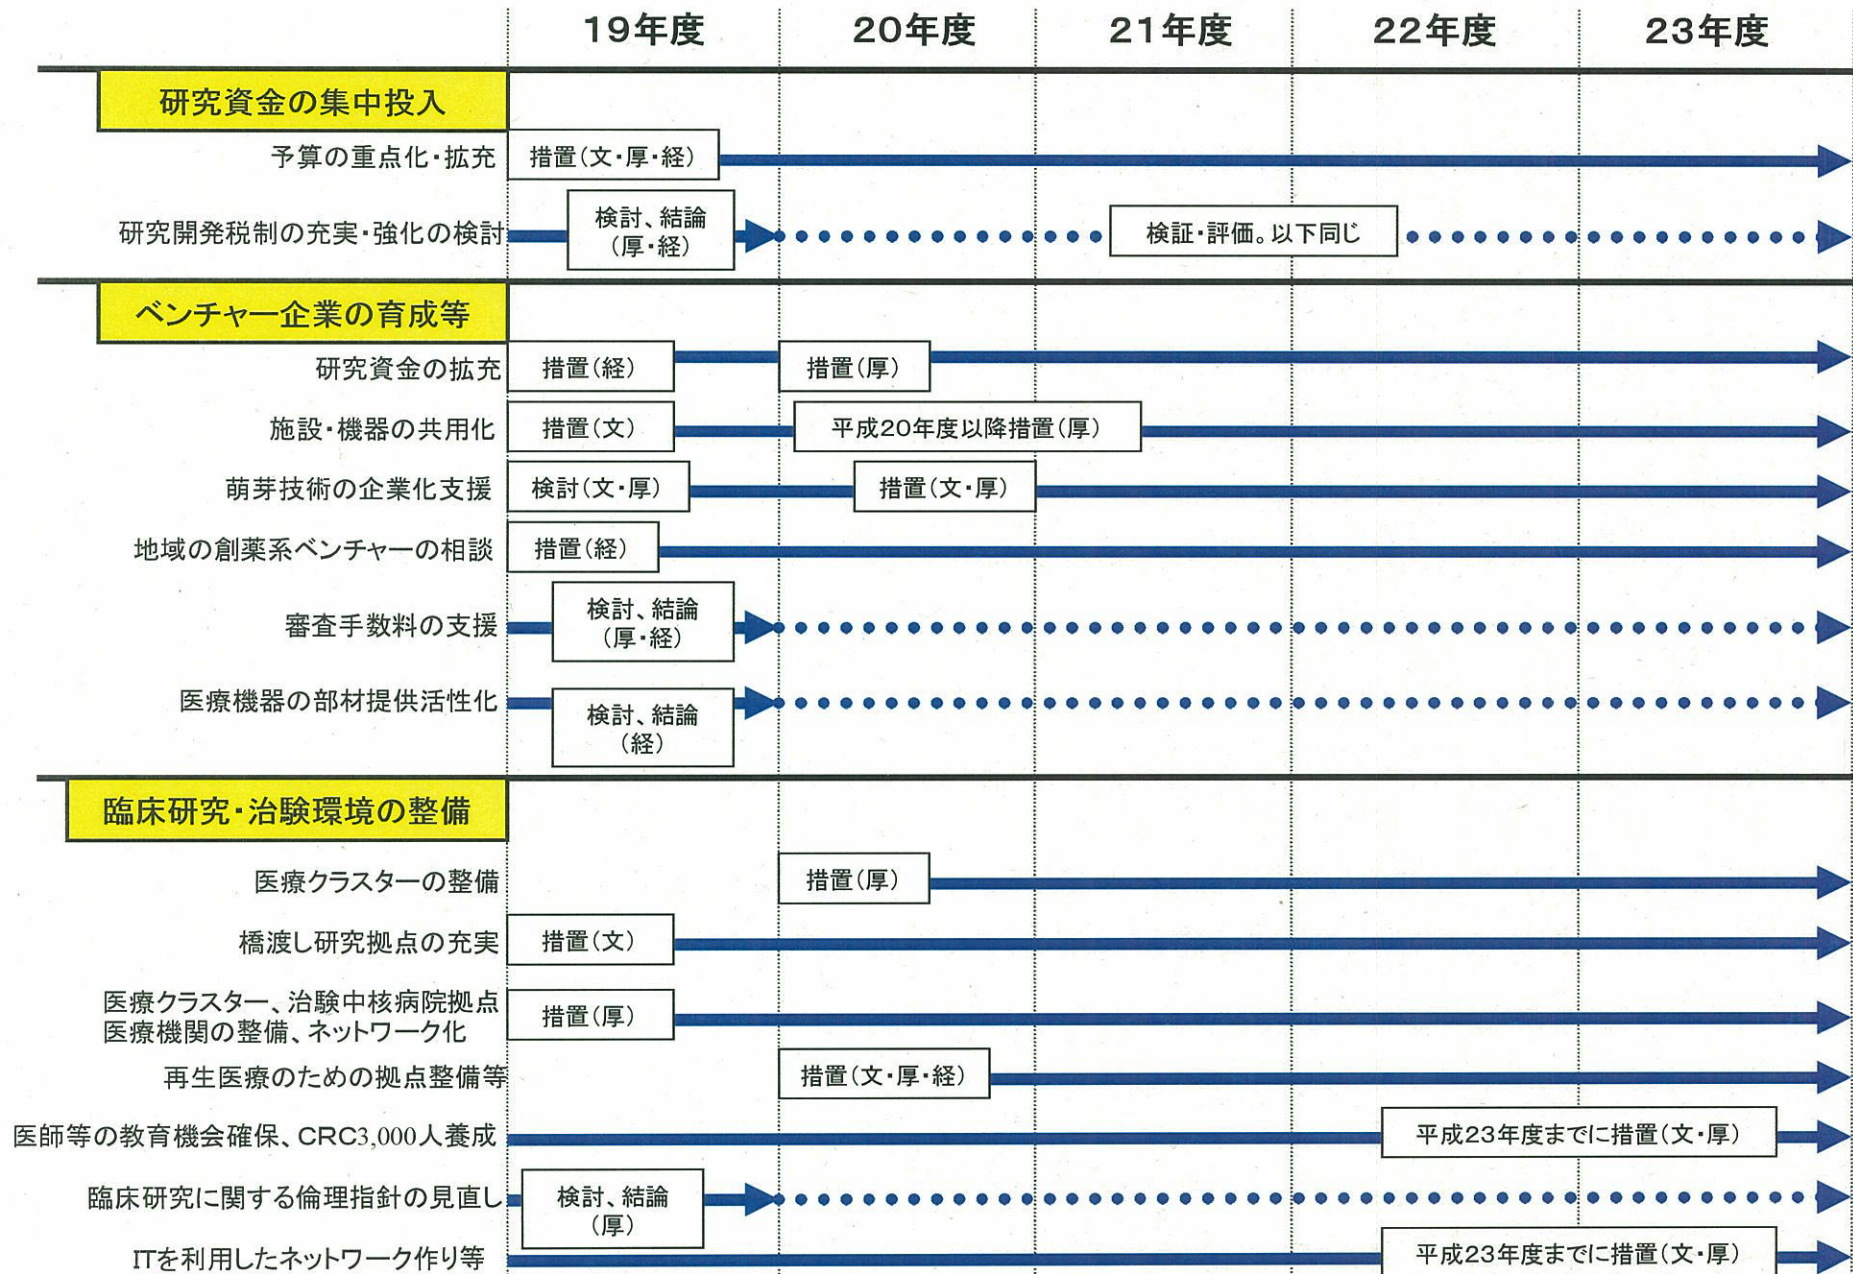 19年度 20年度 21年度 22年度 23年度
研究資金の集中投入
予算の重点化・拡充 措置(文・厚・経)
研究開発税制の充実・強化の検討 検討、結論
(厚・経)
検証・評価。以下同じ
ベンチャー企業の育成等
研究資金の拡充 措置(経) 措置(厚)
施設・機器の共用化 措置(文) 平成20年度以降措置(厚)
萌芽技術の企業化支援 検討(文・厚) 措置(文・厚)
地域の創薬系ベンチャーの相談 措置(経)
審査手数料の支援 検討、結論
(厚・経)
医療機器の部材提供活性化 検討、結論
(経)
臨床研究・治験環境の整備
医療クラスターの整備 措置(厚)
橋渡し研究拠点の充実 措置(文)
医療クラスター、治験中核病院拠点
医療機関の整備、ネットワーク化 措置(厚)
再生医療のための拠点整備等 措置(文・厚・経)
医師等の教育機会確保、CRC3,000人養成 平成23年度までに措置(文・厚)
臨床研究に関する倫理指針の見直し 検討、結論
(厚)
ITを利用したネットワーク作り等 平成23年度までに措置(文・厚)